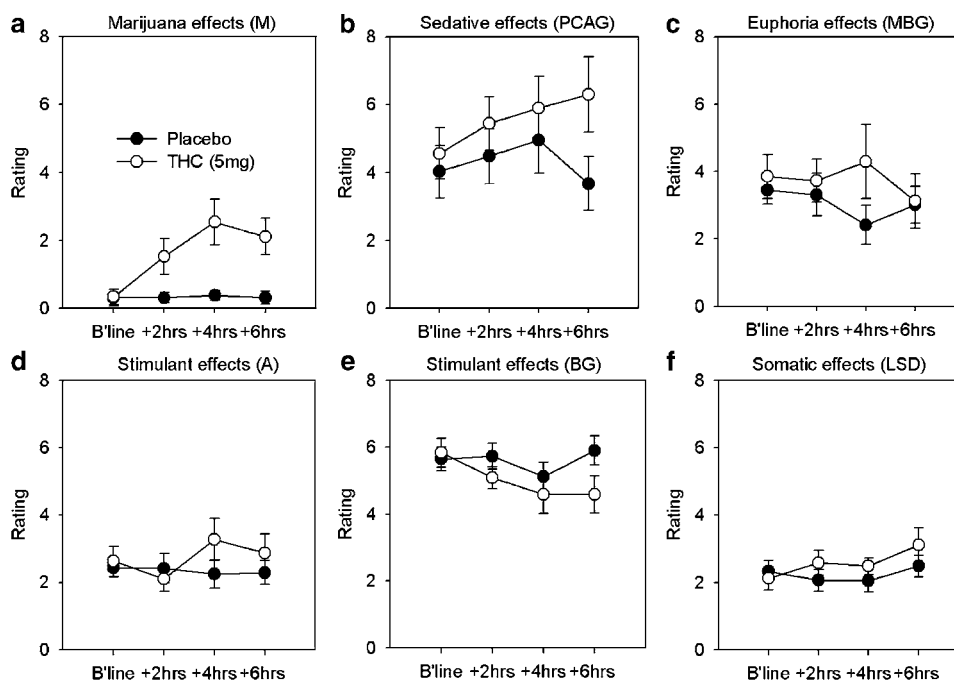 a Marijuana effects (M)
8
6
4
2
0
Rating
Placebo
THC (5mg)
B'line +2hrs +4hrs +6hrs
b Sedative effects (PCAG)
8
6
4
2
0
Rating
B'line +2hrs +4hrs +6hrs
c Euphoria effects (MBG)
8
6
4
2
0
Rating
B'line +2hrs +4hrs +6hrs
d Stimulant effects (A)
8
6
4
2
0
Rating
B'line +2hrs +4hrs +6hrs
e Stimulant effects (BG)
8
6
4
2
0
Rating
B'line +2hrs +4hrs +6hrs
f Somatic effects (LSD)
8
6
4
2
0
Rating
B'line +2hrs +4hrs +6hrs